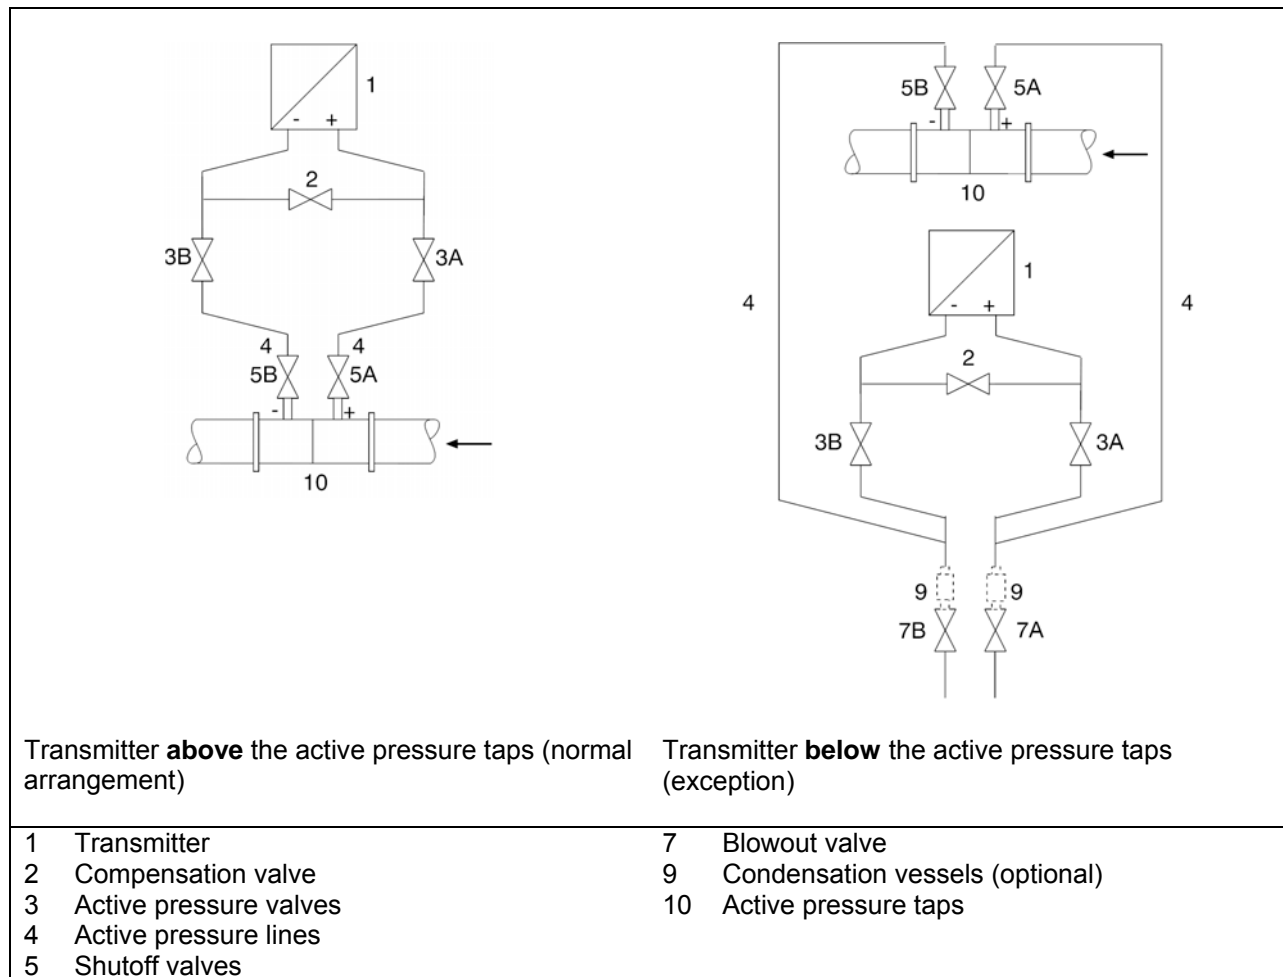 1
- +
2
3B
3A
4
4
5B
5A
- +
10
5B
5A
- +
10
1
- +
4
4
2
3B
3A
9
9
7B
7A
Transmitter above the active pressure taps (normal
arrangement)
Transmitter below the active pressure taps
(exception)
1 Transmitter
2 Compensation valve
3 Active pressure valves
4 Active pressure lines
5 Shutoff valves
7 Blowout valve
9 Condensation vessels (optional)
10 Active pressure taps